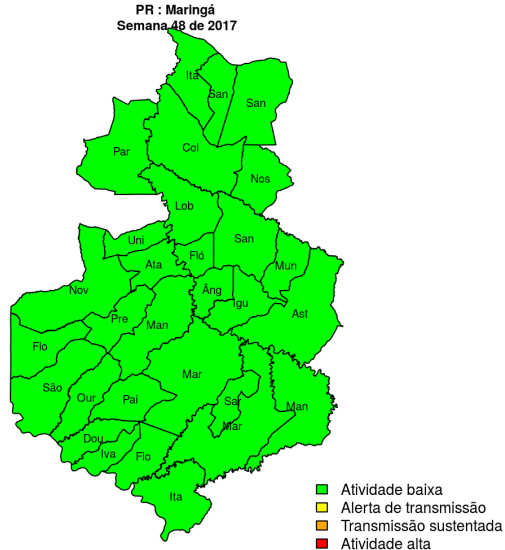 PR : Maringá
Semana 48 de 2017
Ita
San
San
Par
Col
Nos
Lob
Uni
Fló
San
Ata
Mun
Nov
Âng
Igu
Ast
Pre
Man
Flo
Mar
São
Our
Pai
Sar
Man
Mar
Dou
Iva
Flo
Ita
Atividade baixa
Alerta de transmissão
Transmissão sustentada
Atividade alta